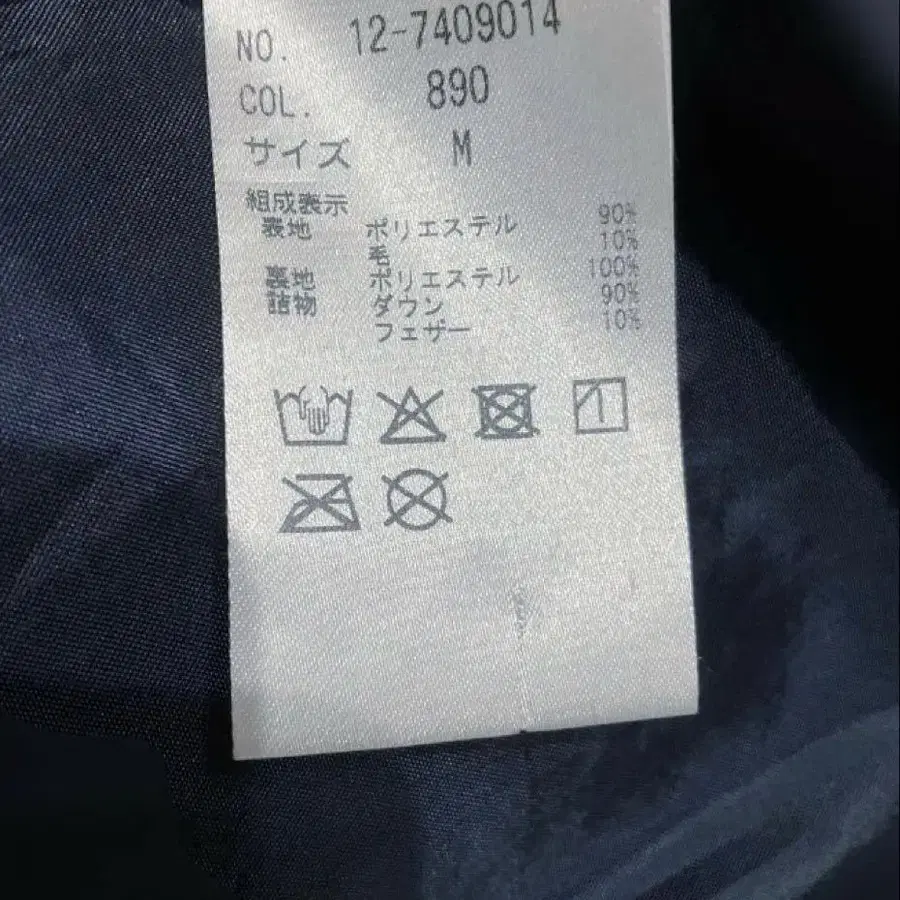 NO. 12-7409014
COL. 890
サイズ M
組成表示
表地 ポリエステル 90%
毛 10%
裏地 ポリエステル 100%
詰物 ダウン 90%
フェザー 10%